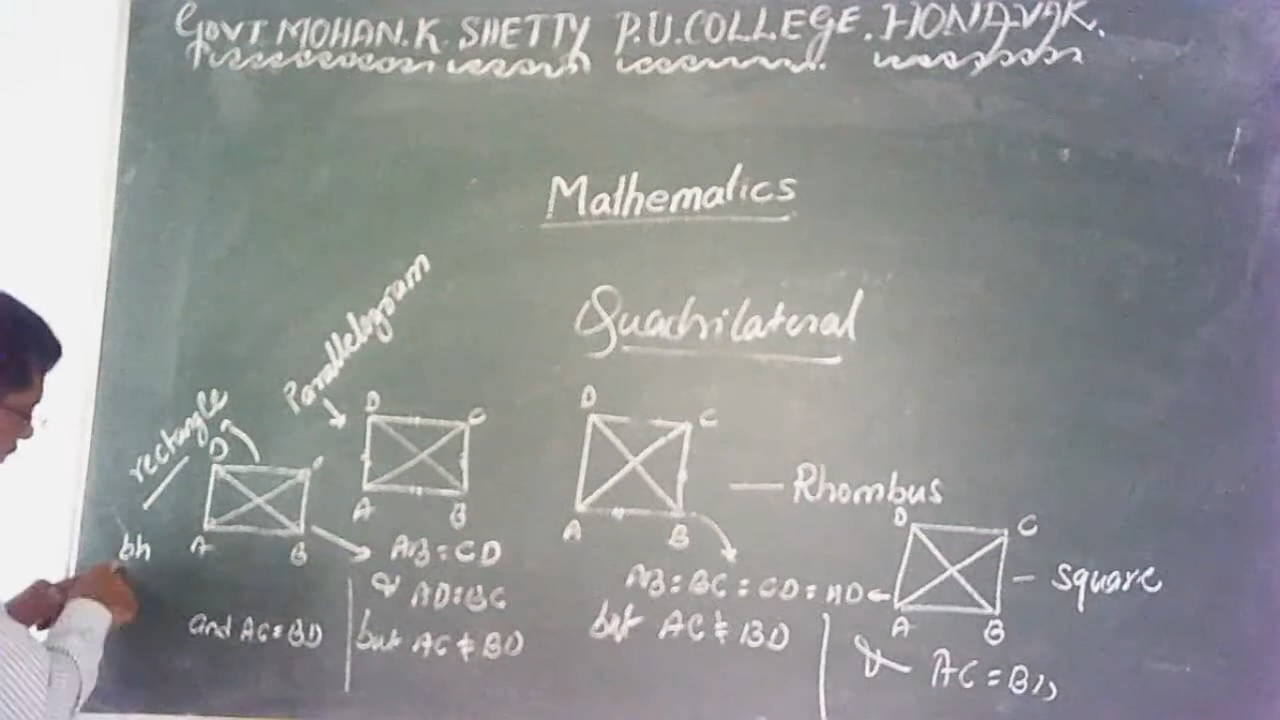 GOVT MOHAN.K. SHETTY P.U.COLLEGE. HONAVAR.
Mathematics
Quadrilateral
Parallelogram
rectangle
D
A
B
D
C
A
B
D
C
A
B
Rhombus
D
C
A
B
square
bh
AB = CD
& AD = BC
and AC = BD
but AC ≠ BD
AB = BC = CD = AD
but AC ≠ BD
& AC = BD